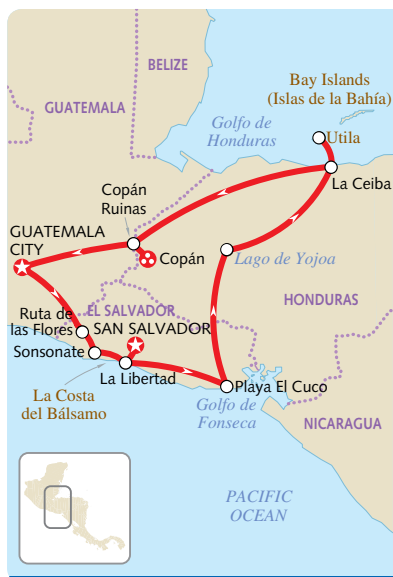 BELIZE
Bay Islands
(Islas de la Bahía)
GUATEMALA
Golfo de
Honduras
Utila
La Ceiba
Copán
Ruinas
GUATEMALA
CITY
Copán
Lago de Yojoa
HONDURAS
Ruta de
las Flores
EL SALVADOR
SAN SALVADOR
Sonsonate
La Libertad
Playa El Cuco
La Costa
del Bálsamo
Golfo de
Fonseca
NICARAGUA
PACIFIC
OCEAN